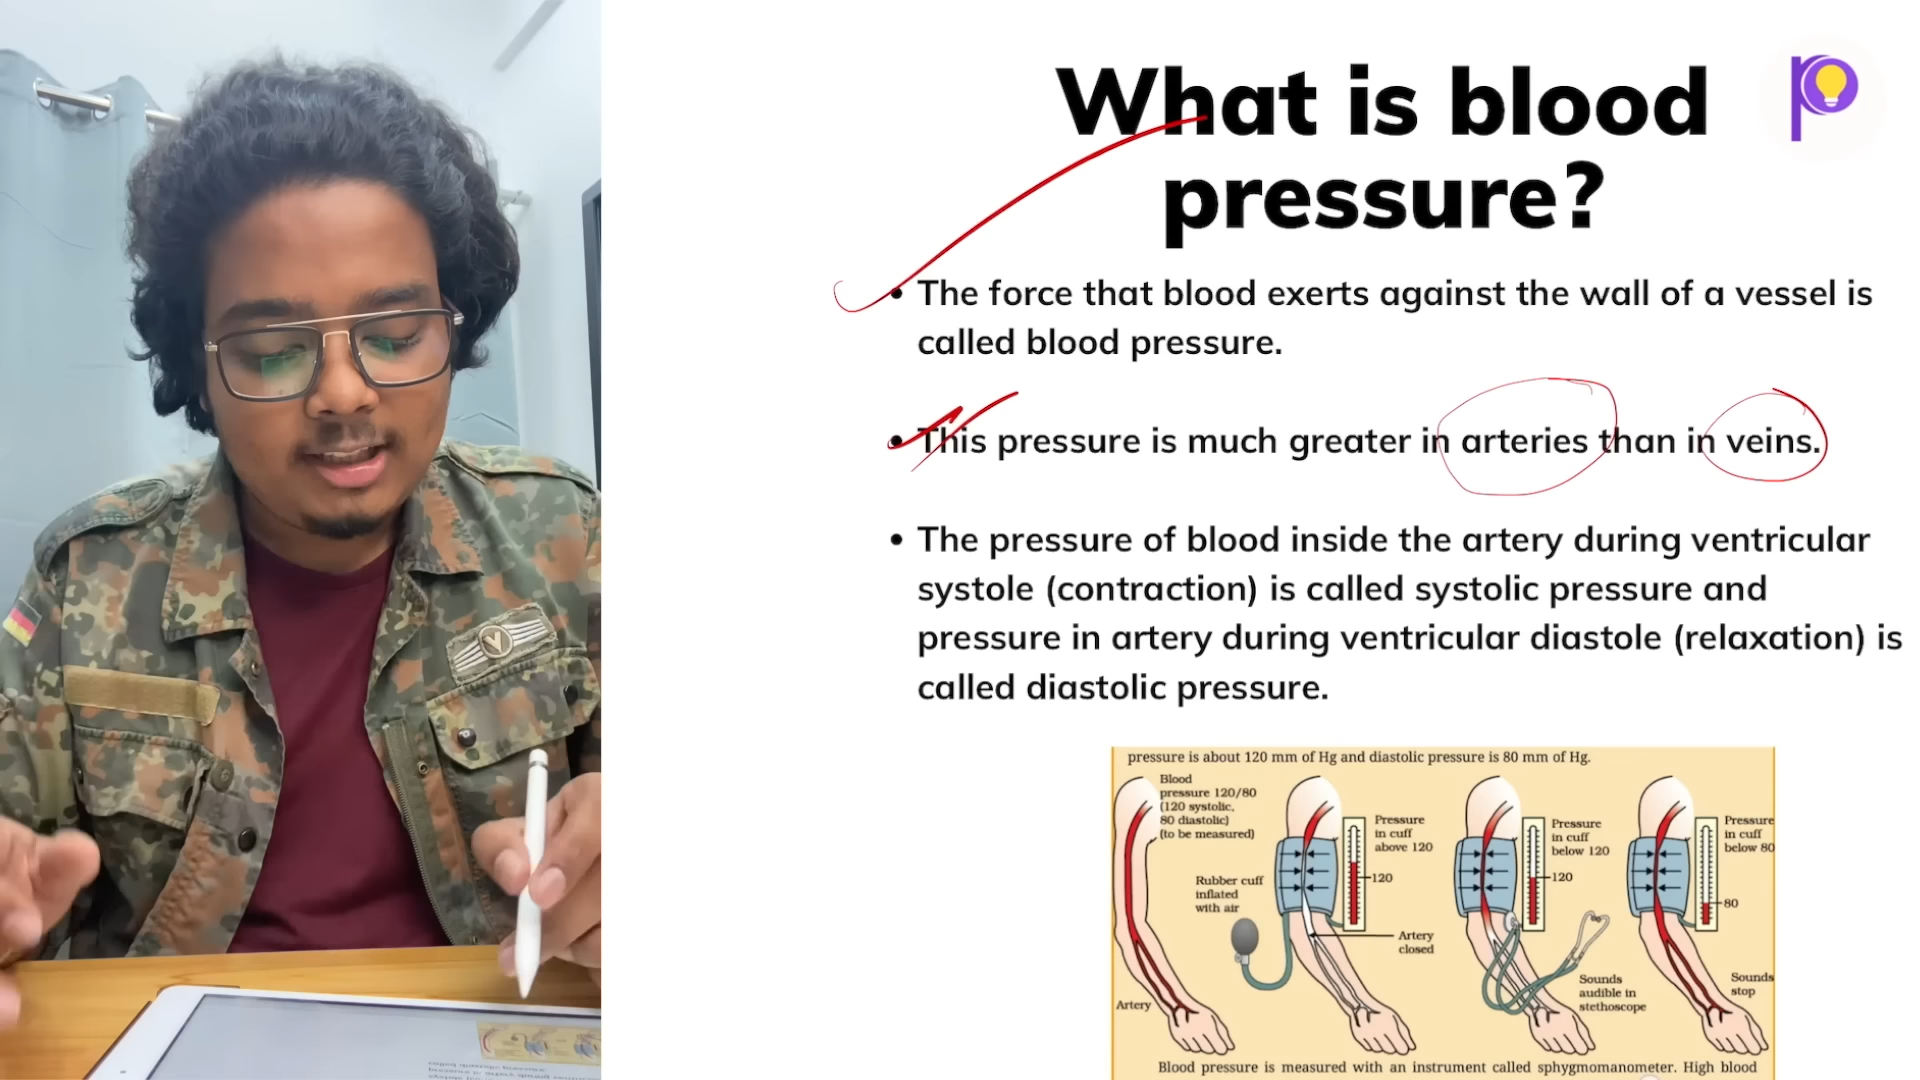 What is blood
pressure?
• The force that blood exerts against the wall of a vessel is
called blood pressure.
• This pressure is much greater in arteries than in veins.
• The pressure of blood inside the artery during ventricular
systole (contraction) is called systolic pressure and
pressure in artery during ventricular diastole (relaxation) is
called diastolic pressure.
pressure is about 120 mm of Hg and diastolic pressure is 80 mm of Hg.
Blood
pressure 120/80
(120 systolic,
80 diastolic)
(to be measured)
Rubber cuff
inflated
with air
Pressure
in cuff
above 120
120
Artery
closed
Pressure
in cuff
below 120
120
Sounds
audible in
stethoscope
Pressure
in cuff
below 80
80
Sounds
stop
Artery
Blood pressure is measured with an instrument called sphygmomanometer. High blood